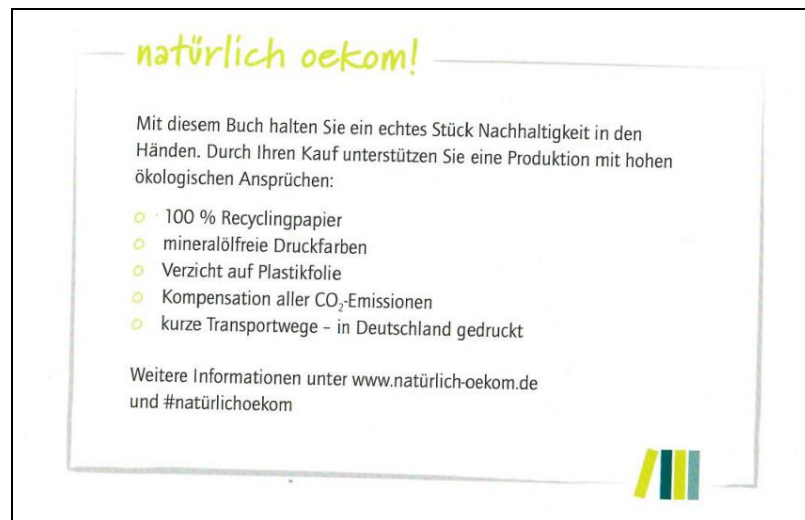 natürlich oekom!
Mit diesem Buch halten Sie ein echtes Stück Nachhaltigkeit in den
Händen. Durch Ihren Kauf unterstützen Sie eine Produktion mit hohen
ökologischen Ansprüchen:
100 % Recyclingpapier
mineralölfreie Druckfarben
Verzicht auf Plastikfolie
Kompensation aller CO₂-Emissionen
kurze Transportwege – in Deutschland gedruckt
Weitere Informationen unter www.natürlich-oekom.de
und #natürlichoekom